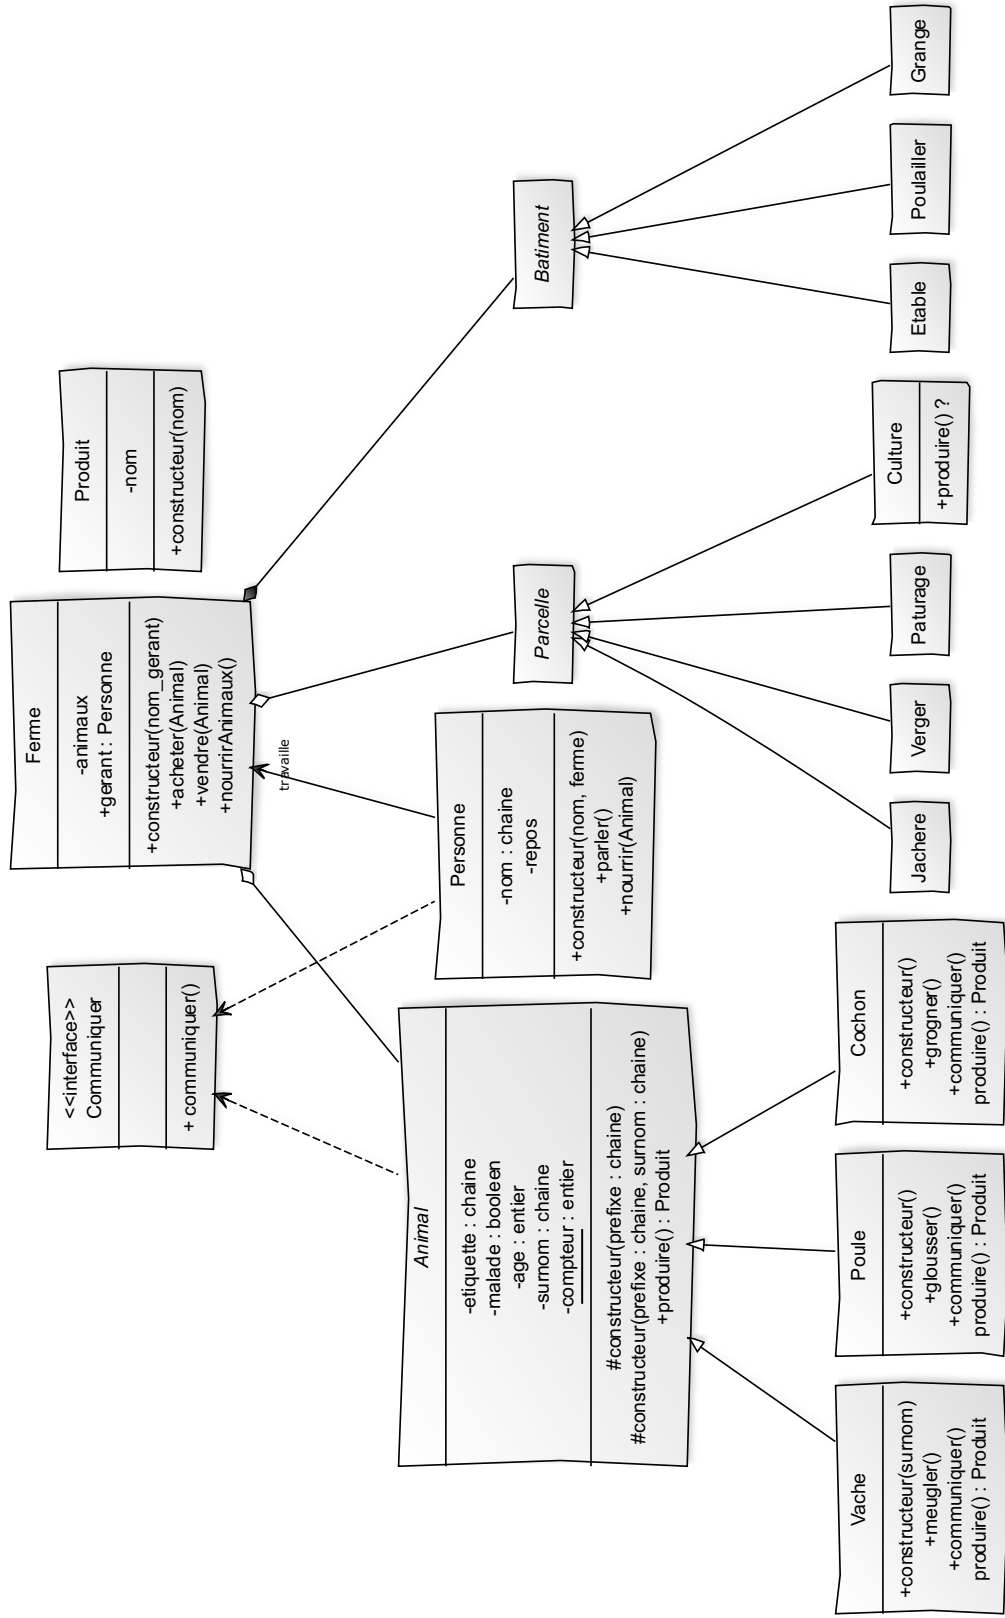 <<interface>>
Communiquer
+ communiquer()
Ferme
-animaux
+gerant : Personne
+constructeur(nom_gerant)
+acheter(Animal)
+vendre(Animal)
+nourrirAnimaux()
Produit
-nom
+constructeur(nom)
travaille
Animal
-etiquette : chaine
-malade : booleen
-age : entier
-surnom : chaine
-compteur : entier
#constructeur(prefixe : chaine)
#constructeur(prefixe : chaine, surnom : chaine)
+produire() : Produit
Personne
-nom : chaine
-repos
+constructeur(nom, ferme)
+parler()
+nourrir(Animal)
Parcelle
Batiment
Vache
+constructeur(surnom)
+meugler()
+communiquer()
produire() : Produit
Poule
+constructeur()
+glousser()
+communiquer()
produire() : Produit
Cochon
+constructeur()
+grogner()
+communiquer()
produire() : Produit
Jachere
Verger
Paturage
Culture
+produire() ?
Etable
Poulailler
Grange